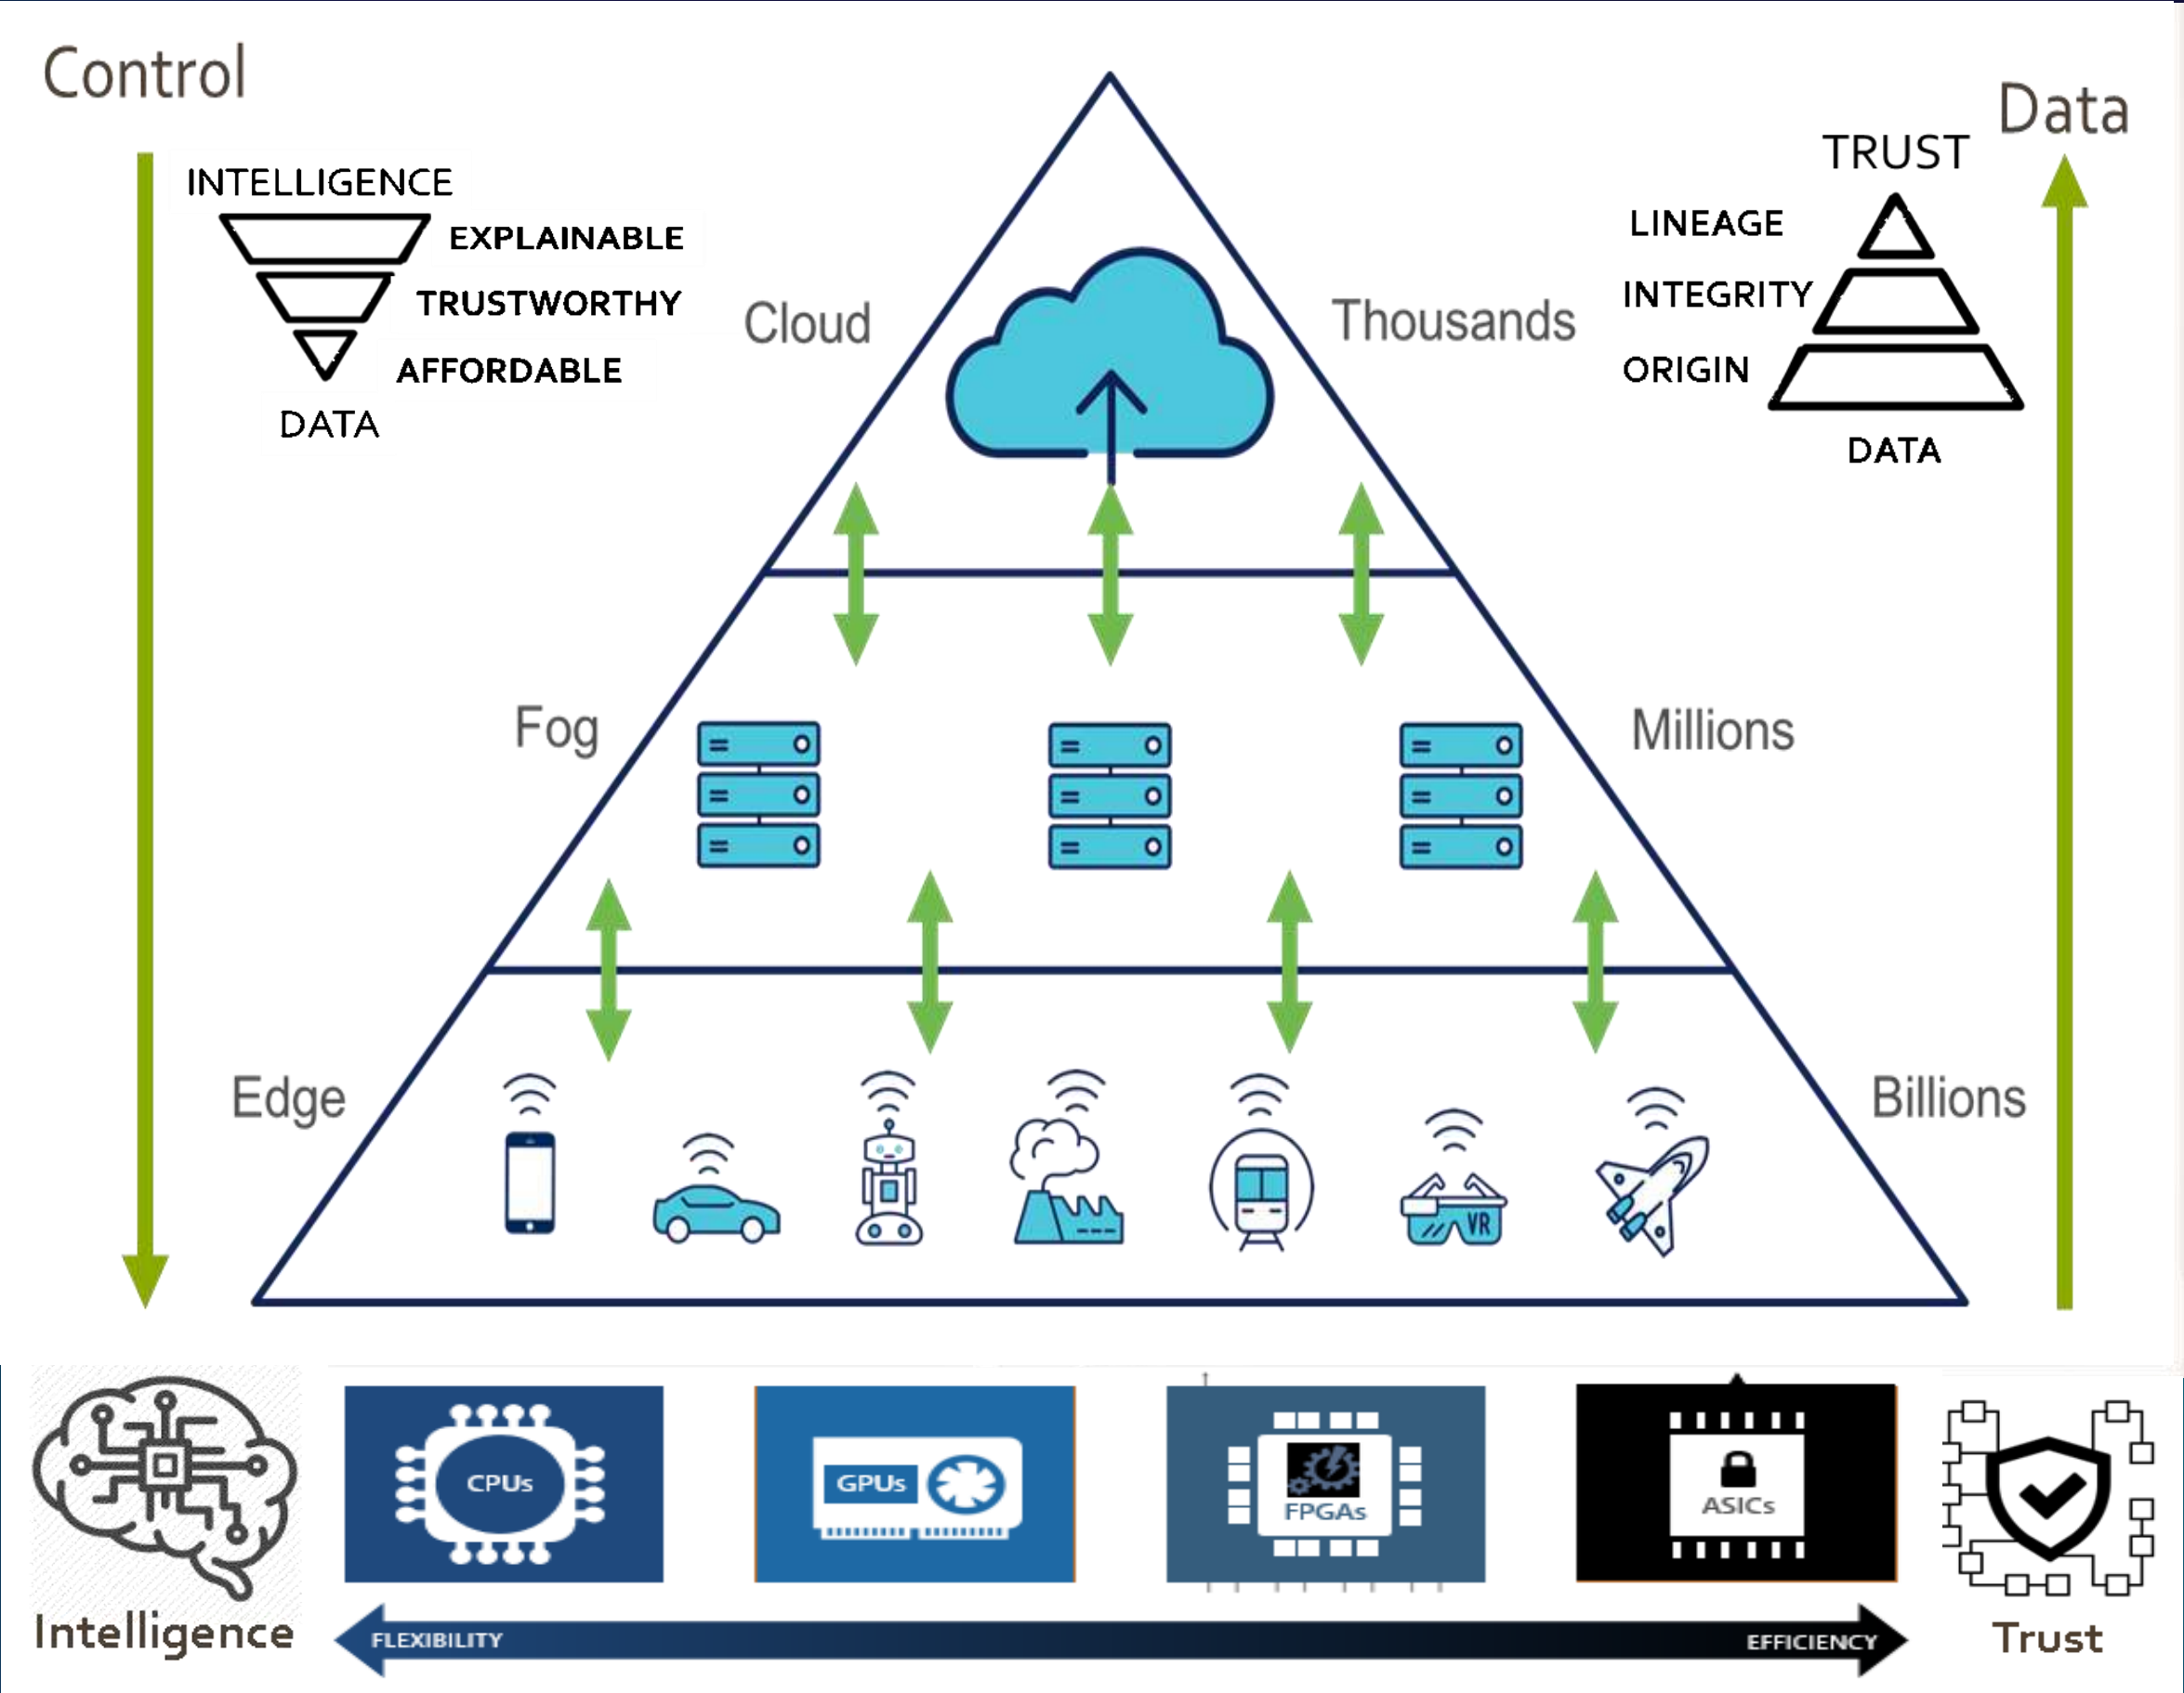 Control
Data
TRUST
INTELLIGENCE
EXPLAINABLE
TRUSTWORTHY
AFFORDABLE
DATA
LINEAGE
INTEGRITY
ORIGIN
DATA
Cloud
Thousands
Fog
Millions
Edge
Billions
VR
CPUs
GPUs
FPGAs
ASICs
Intelligence
FLEXIBILITY
EFFICIENCY
Trust